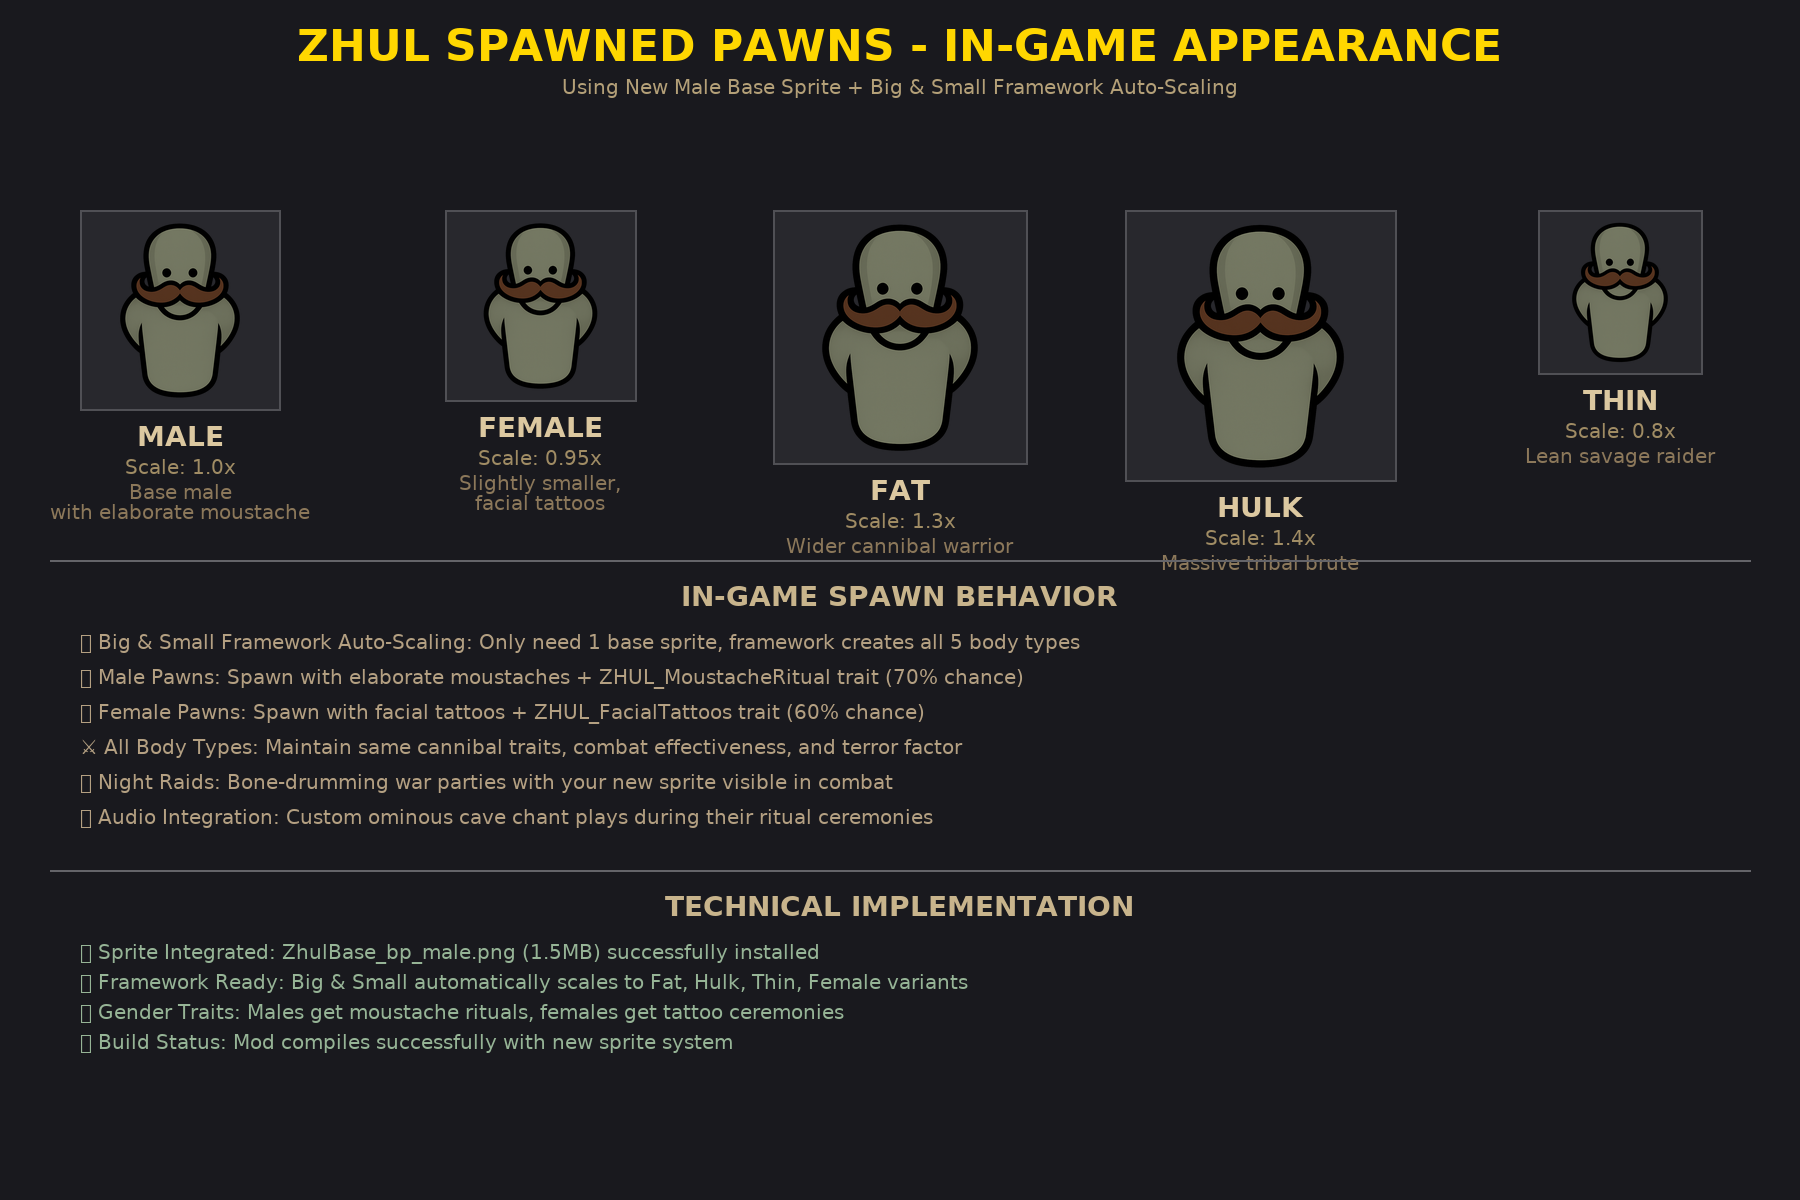 ZHUL SPAWNED PAWNS - IN-GAME APPEARANCE
Using New Male Base Sprite + Big & Small Framework Auto-Scaling
MALE
Scale: 1.0x
Base male
with elaborate moustache
FEMALE
Scale: 0.95x
Slightly smaller,
facial tattoos
FAT
Scale: 1.3x
Wider cannibal warrior
HULK
Scale: 1.4x
Massive tribal brute
THIN
Scale: 0.8x
Lean savage raider
IN-GAME SPAWN BEHAVIOR
Big & Small Framework Auto-Scaling: Only need 1 base sprite, framework creates all 5 body types
Male Pawns: Spawn with elaborate moustaches + ZHUL_MoustacheRitual trait (70% chance)
Female Pawns: Spawn with facial tattoos + ZHUL_FacialTattoos trait (60% chance)
⚔ All Body Types: Maintain same cannibal traits, combat effectiveness, and terror factor
Night Raids: Bone-drumming war parties with your new sprite visible in combat
Audio Integration: Custom ominous cave chant plays during their ritual ceremonies
TECHNICAL IMPLEMENTATION
Sprite Integrated: ZhulBase_bp_male.png (1.5MB) successfully installed
Framework Ready: Big & Small automatically scales to Fat, Hulk, Thin, Female variants
Gender Traits: Males get moustache rituals, females get tattoo ceremonies
Build Status: Mod compiles successfully with new sprite system